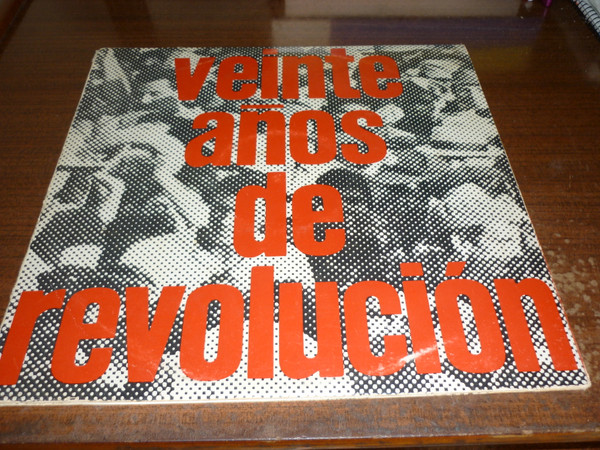 veinte
años
de
revolución